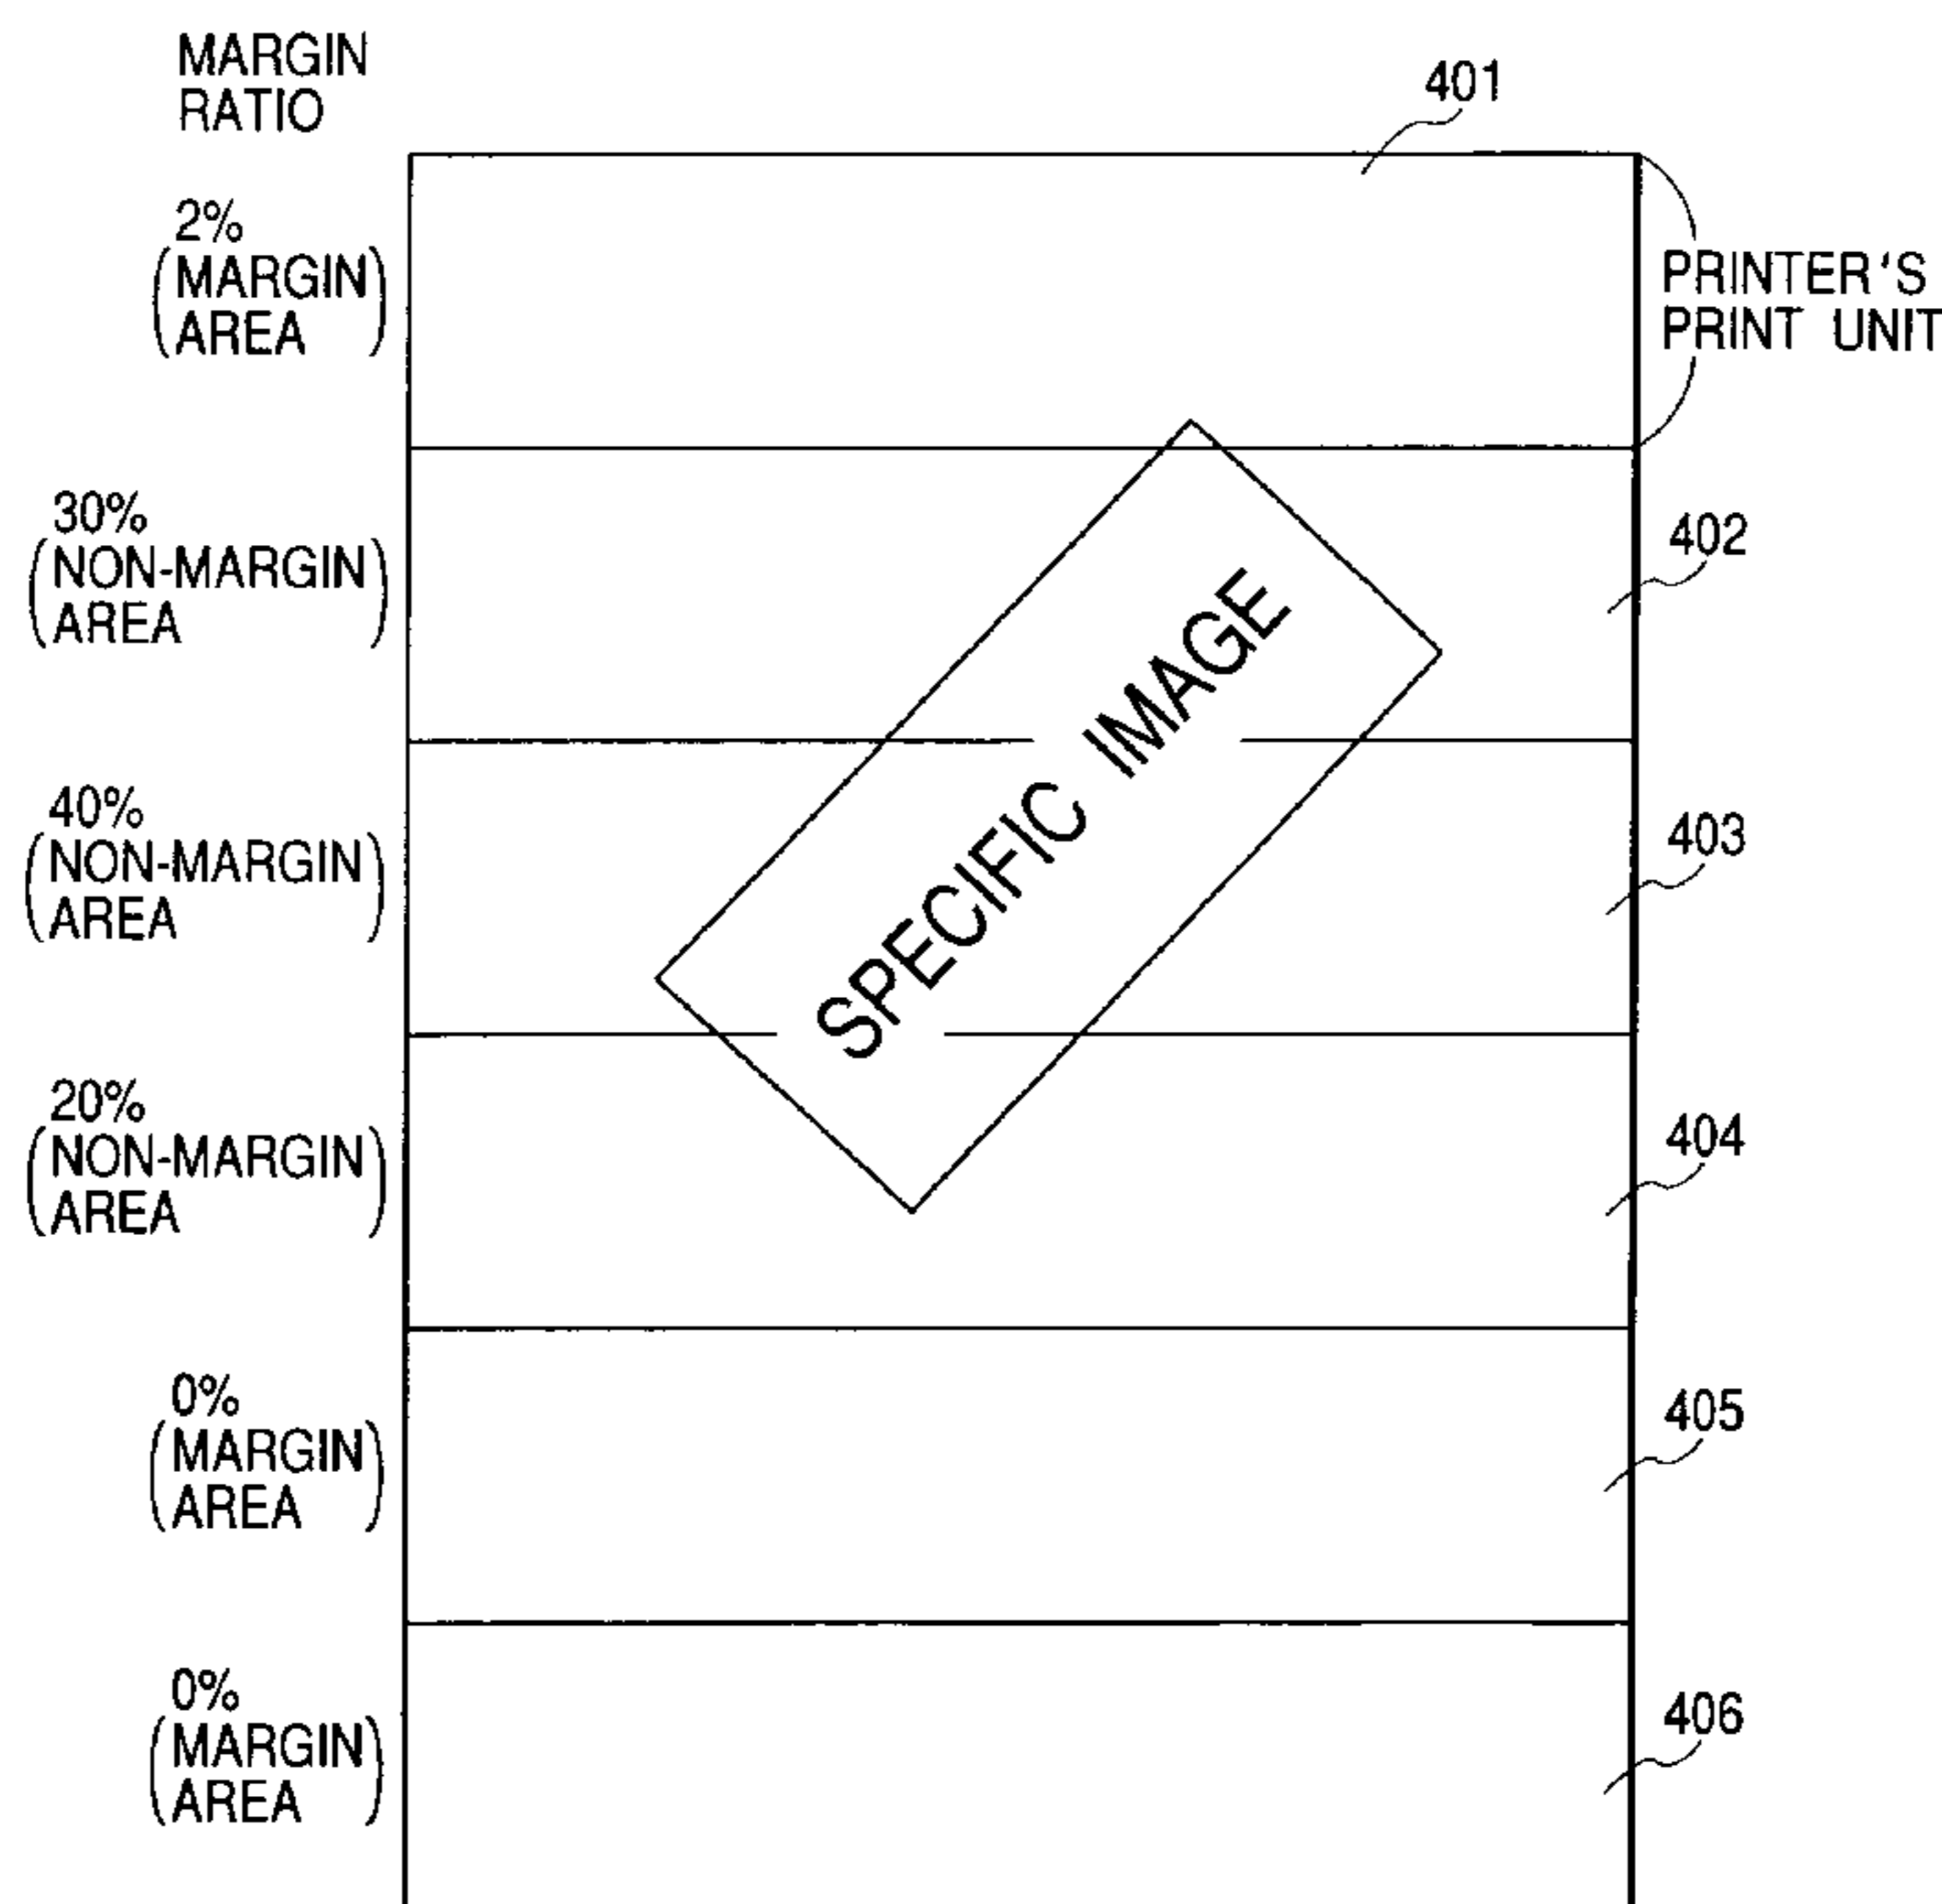 MARGIN
RATIO
401
2%
(MARGIN
AREA)
PRINTER'S
PRINT UNIT
30%
(NON-MARGIN
AREA)
402
40%
(NON-MARGIN
AREA)
403
SPECIFIC IMAGE
20%
(NON-MARGIN
AREA)
404
0%
(MARGIN
AREA)
405
0%
(MARGIN
AREA)
406